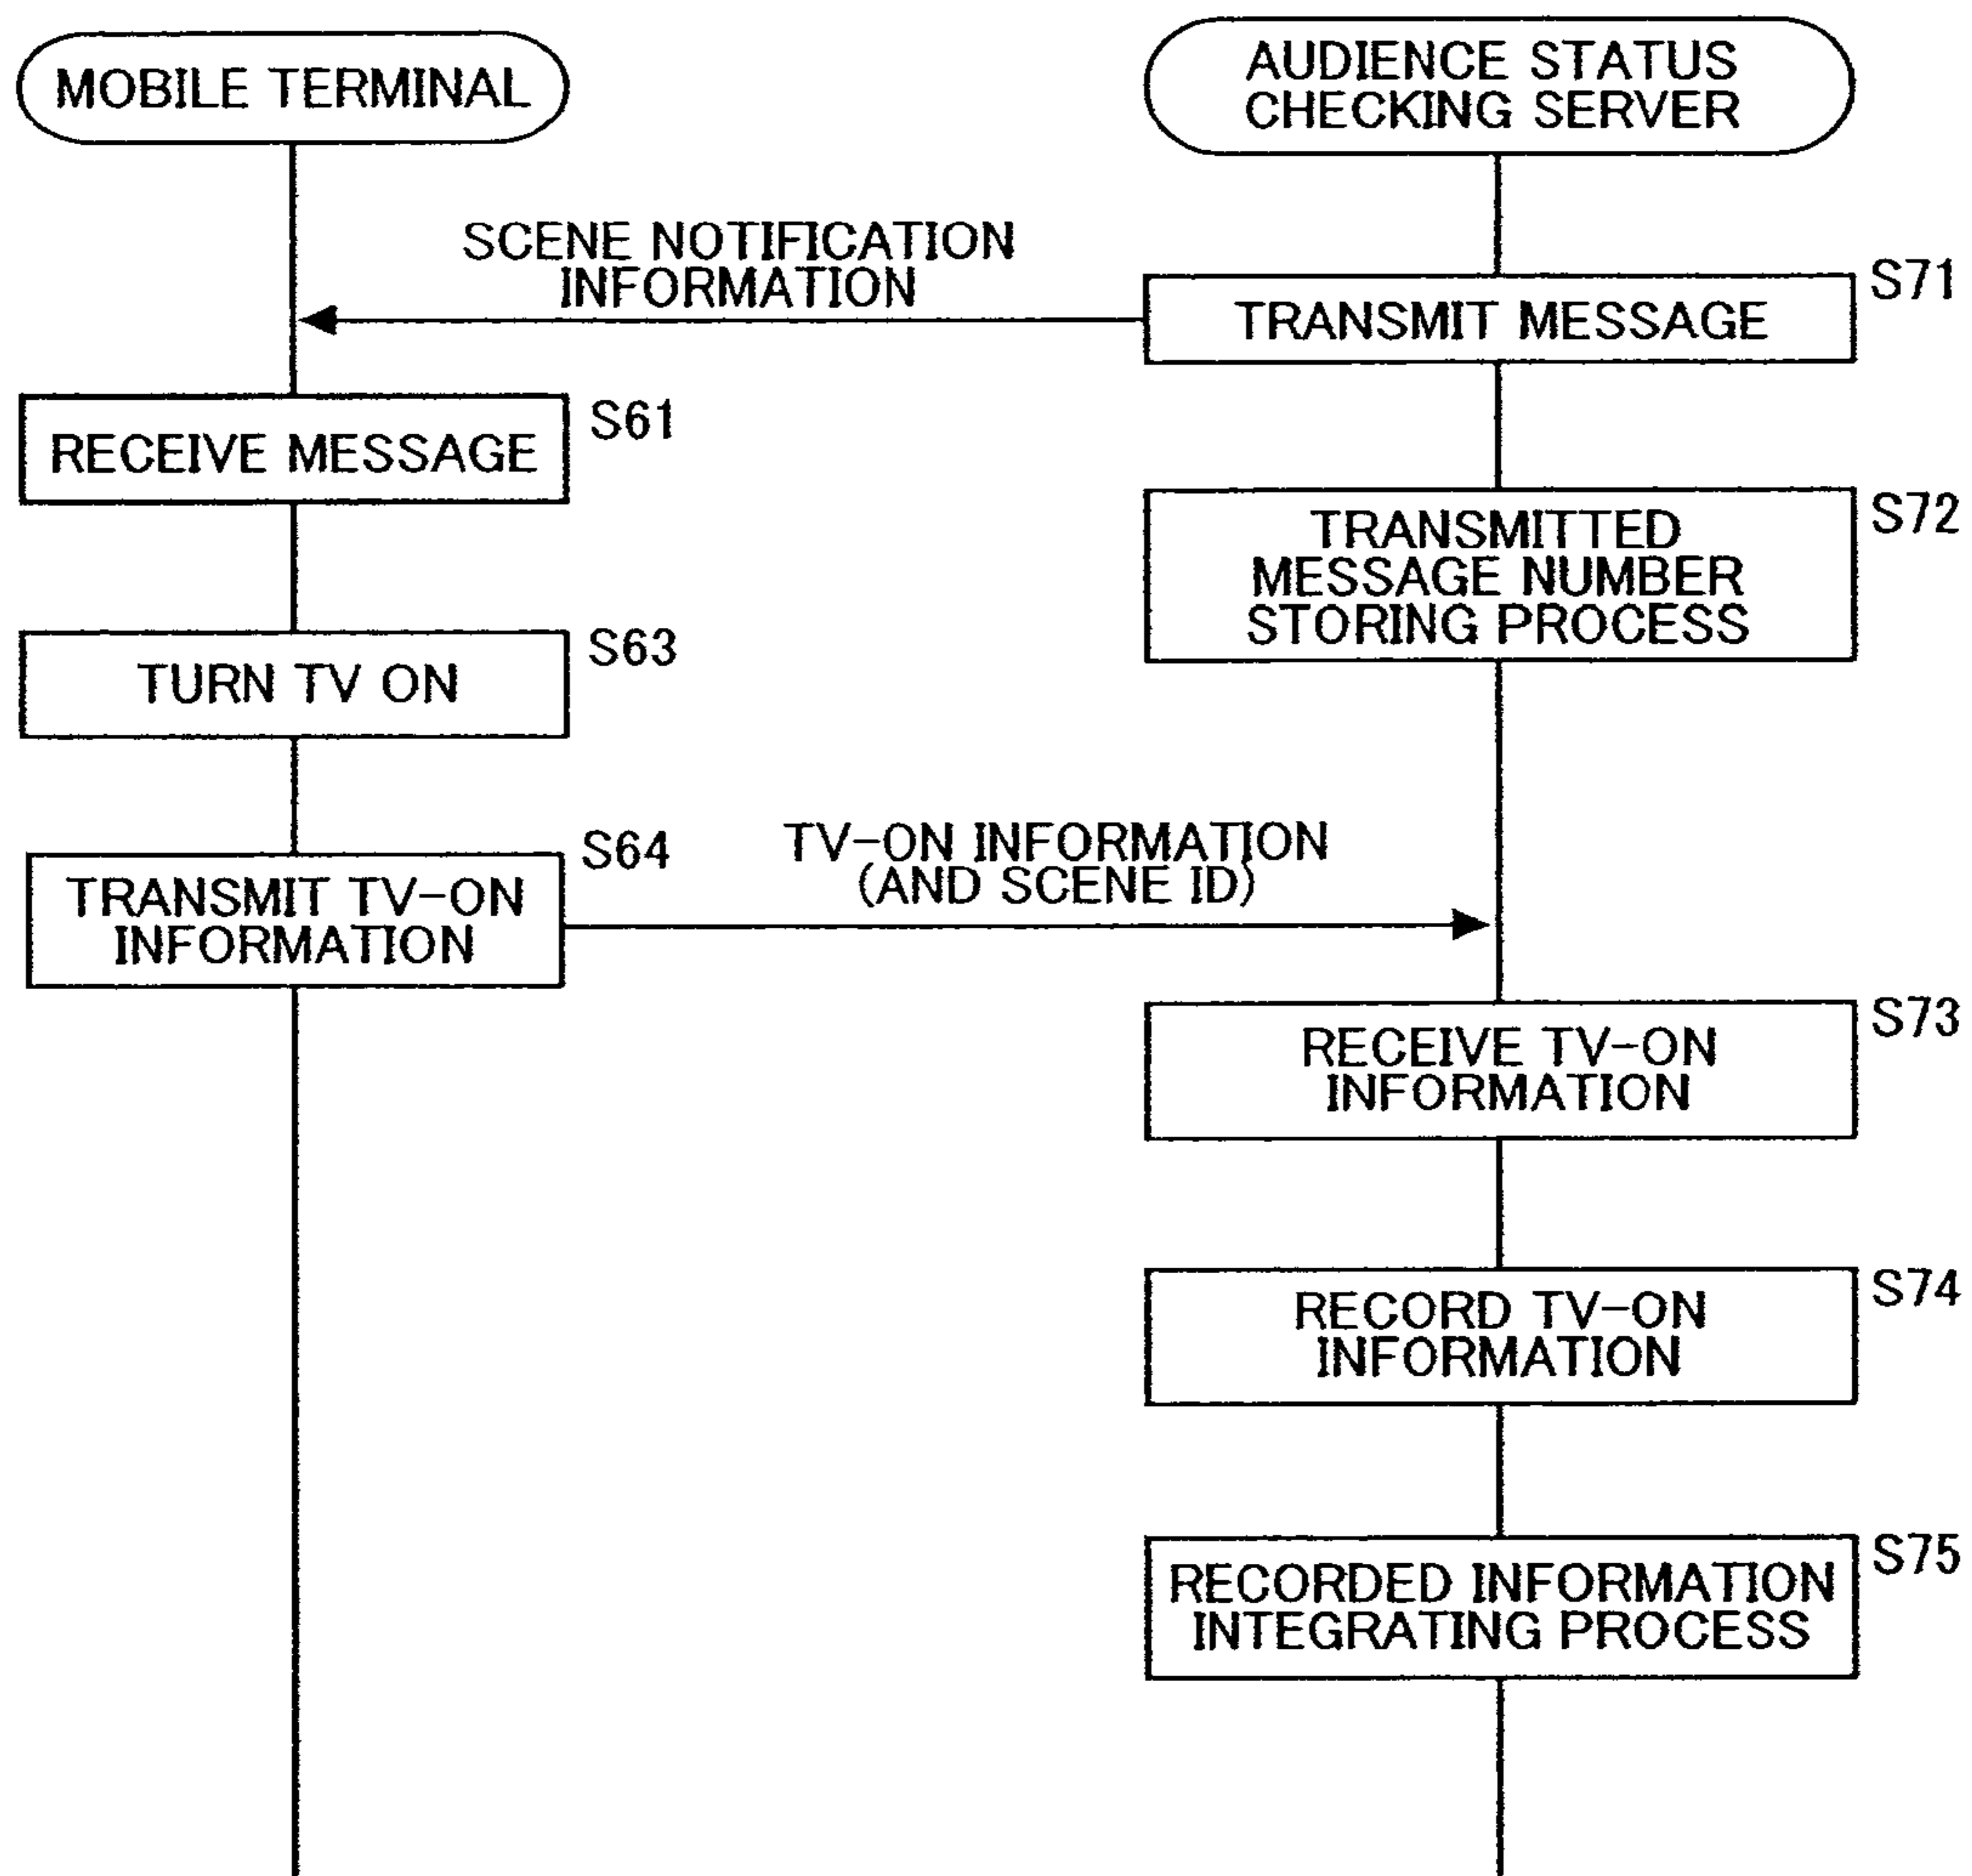 MOBILE TERMINAL
AUDIENCE STATUS
CHECKING SERVER
SCENE NOTIFICATION
INFORMATION
S71
TRANSMIT MESSAGE
S61
RECEIVE MESSAGE
S72
TRANSMITTED
MESSAGE NUMBER
STORING PROCESS
S63
TURN TV ON
S64
TRANSMIT TV-ON
INFORMATION
TV-ON INFORMATION
(AND SCENE ID)
S73
RECEIVE TV-ON
INFORMATION
S74
RECORD TV-ON
INFORMATION
S75
RECORDED INFORMATION
INTEGRATING PROCESS